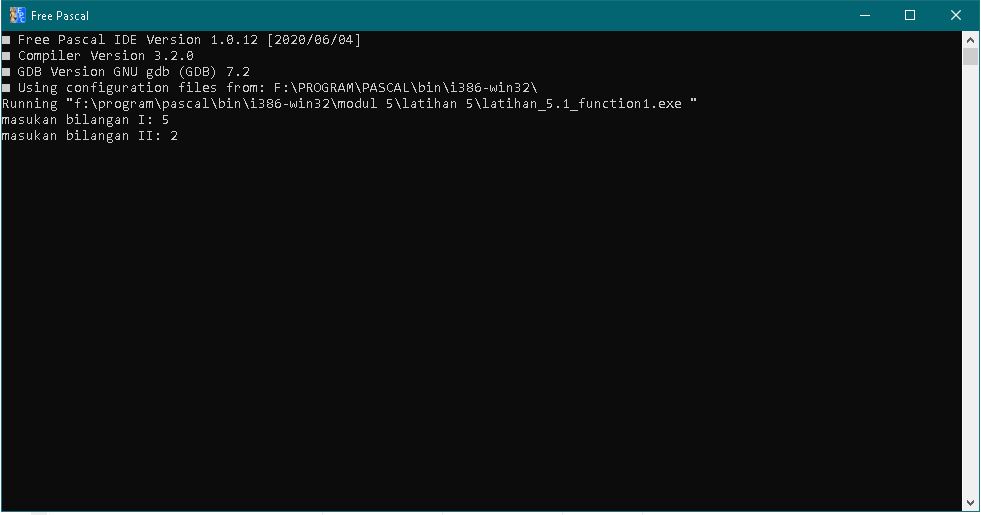 Free Pascal
Free Pascal IDE Version 1.0.12 [2020/06/04]
Compiler Version 3.2.0
GDB Version GNU gdb (GDB) 7.2
Using configuration files from: F:\PROGRAM\PASCAL\bin\i386-win32\
Running "f:\program\pascal\bin\i386-win32\modul 5\latihan 5\latihan_5.1_function1.exe "
masukan bilangan I: 5
masukan bilangan II: 2